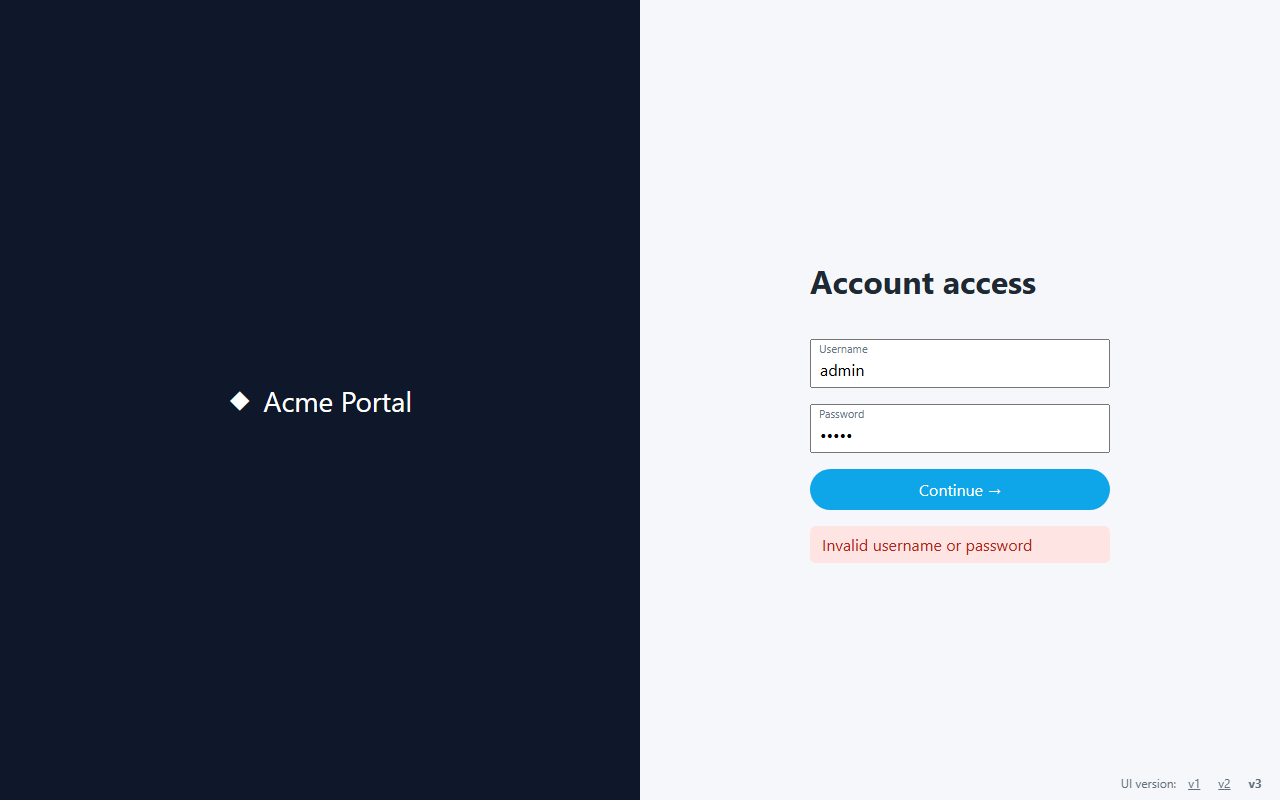 ◆ Acme Portal
Account access
Username
admin
Password
•••••
Continue →
Invalid username or password
UI version: v1 v2 v3